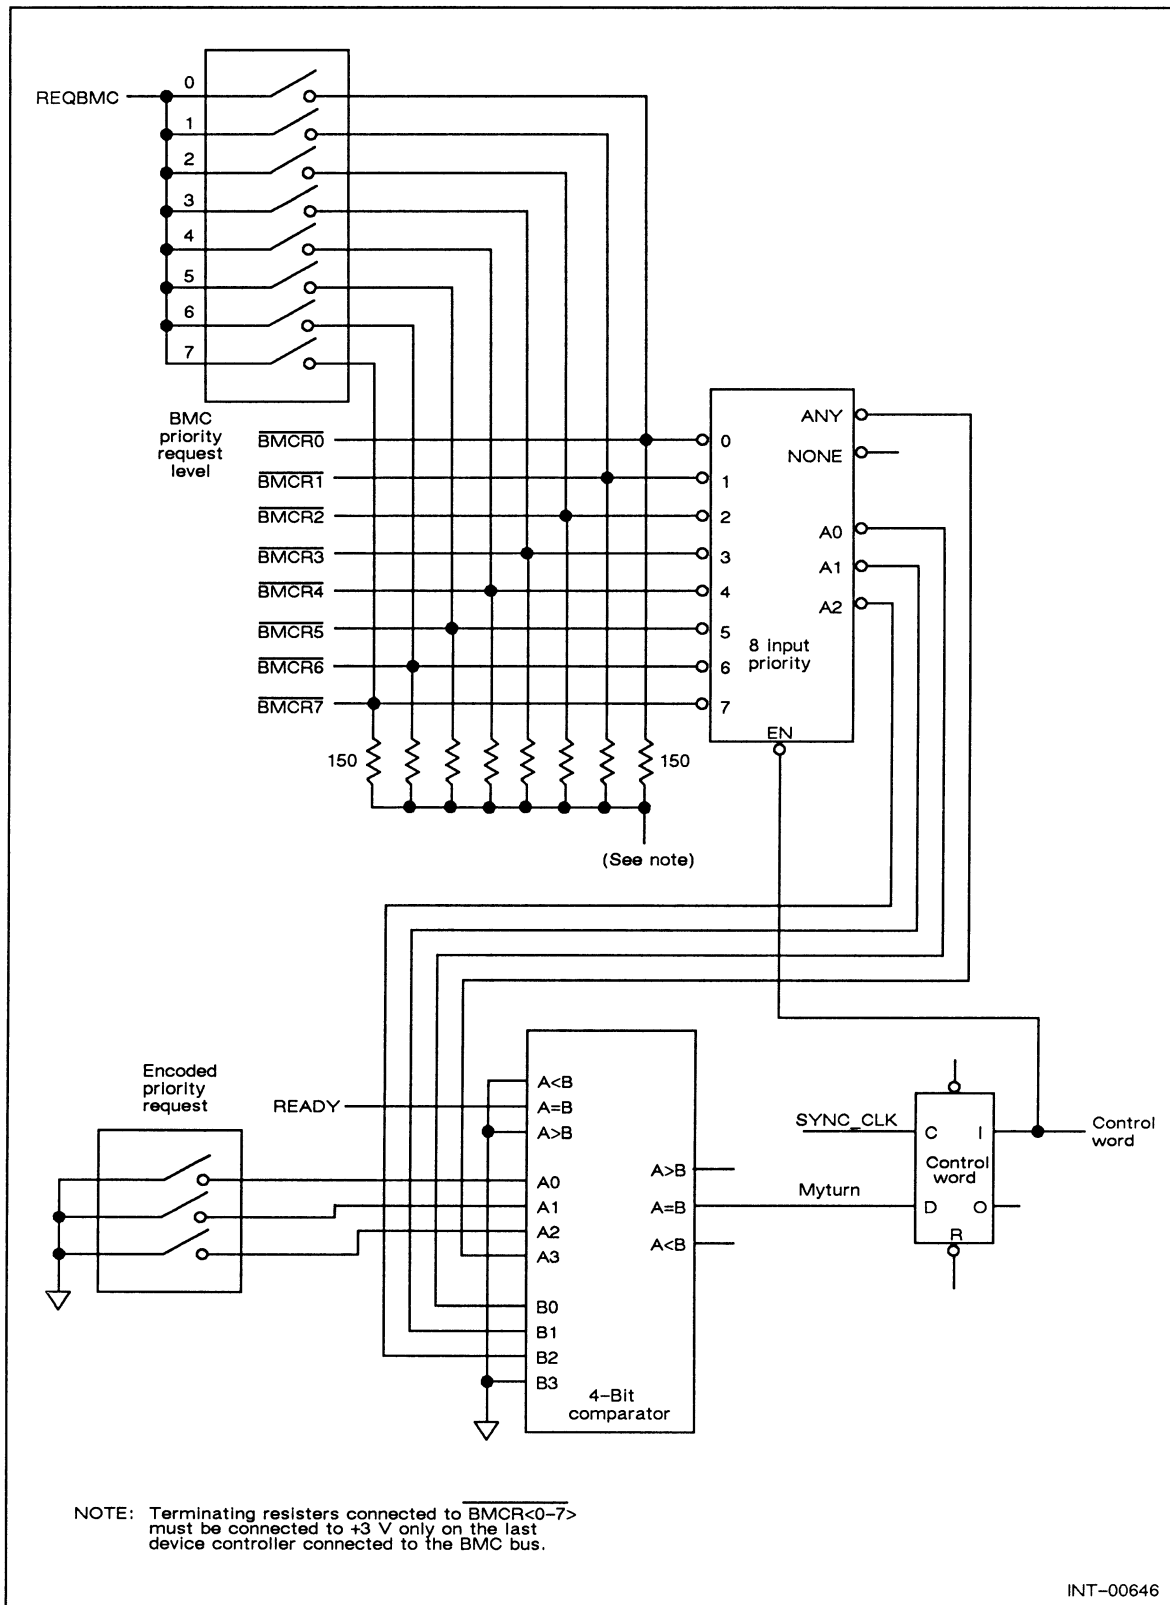 REQBMC
0
1
2
3
4
5
6
7
BMC
priority
request
level
BMCR0
BMCR1
BMCR2
BMCR3
BMCR4
BMCR5
BMCR6
BMCR7
0
1
2
3
4
5
6
7
ANY
NONE
A0
A1
A2
8 input
priority
EN
150
150
(See note)
Encoded
priority
request
READY
A<B
A=B
A>B
A0
A1
A2
A3
B0
B1
B2
B3
A>B
A=B
A<B
4-Bit
comparator
Myturn
SYNC_CLK
C
I
Control
word
D
O
R
Control
word
NOTE: Terminating resisters connected to BMCR<0-7>
must be connected to +3 V only on the last
device controller connected to the BMC bus.
INT-00646